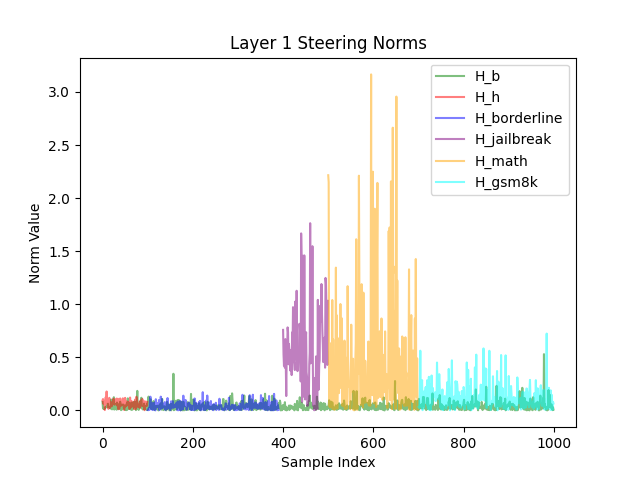 Layer 1 Steering Norms
H_b
H_h
H_borderline
H_jailbreak
H_math
H_gsm8k
Norm Value
3.0
2.5
2.0
1.5
1.0
0.5
0.0
0
200
400
600
800
1000
Sample Index